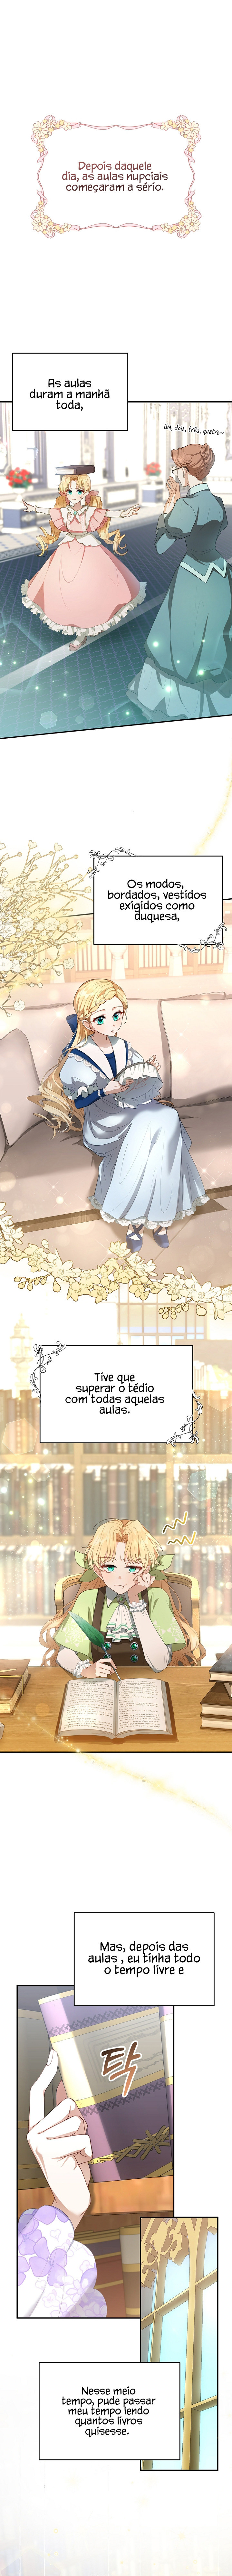 Depois daquele
dia, as aulas nupciais
começaram a sério.
As aulas
duram a manhã
toda,
Um, dois, três, quatro~
Os modos,
bordados, vestidos
exigidos como
duquesa,
Tive que
superar o tédio
com todas aquelas
aulas.
Mas, depois das
aulas , eu tinha todo
o tempo livre e
탁
Nesse meio
tempo, pude passar
meu tempo lendo
quantos livros
quisesse.